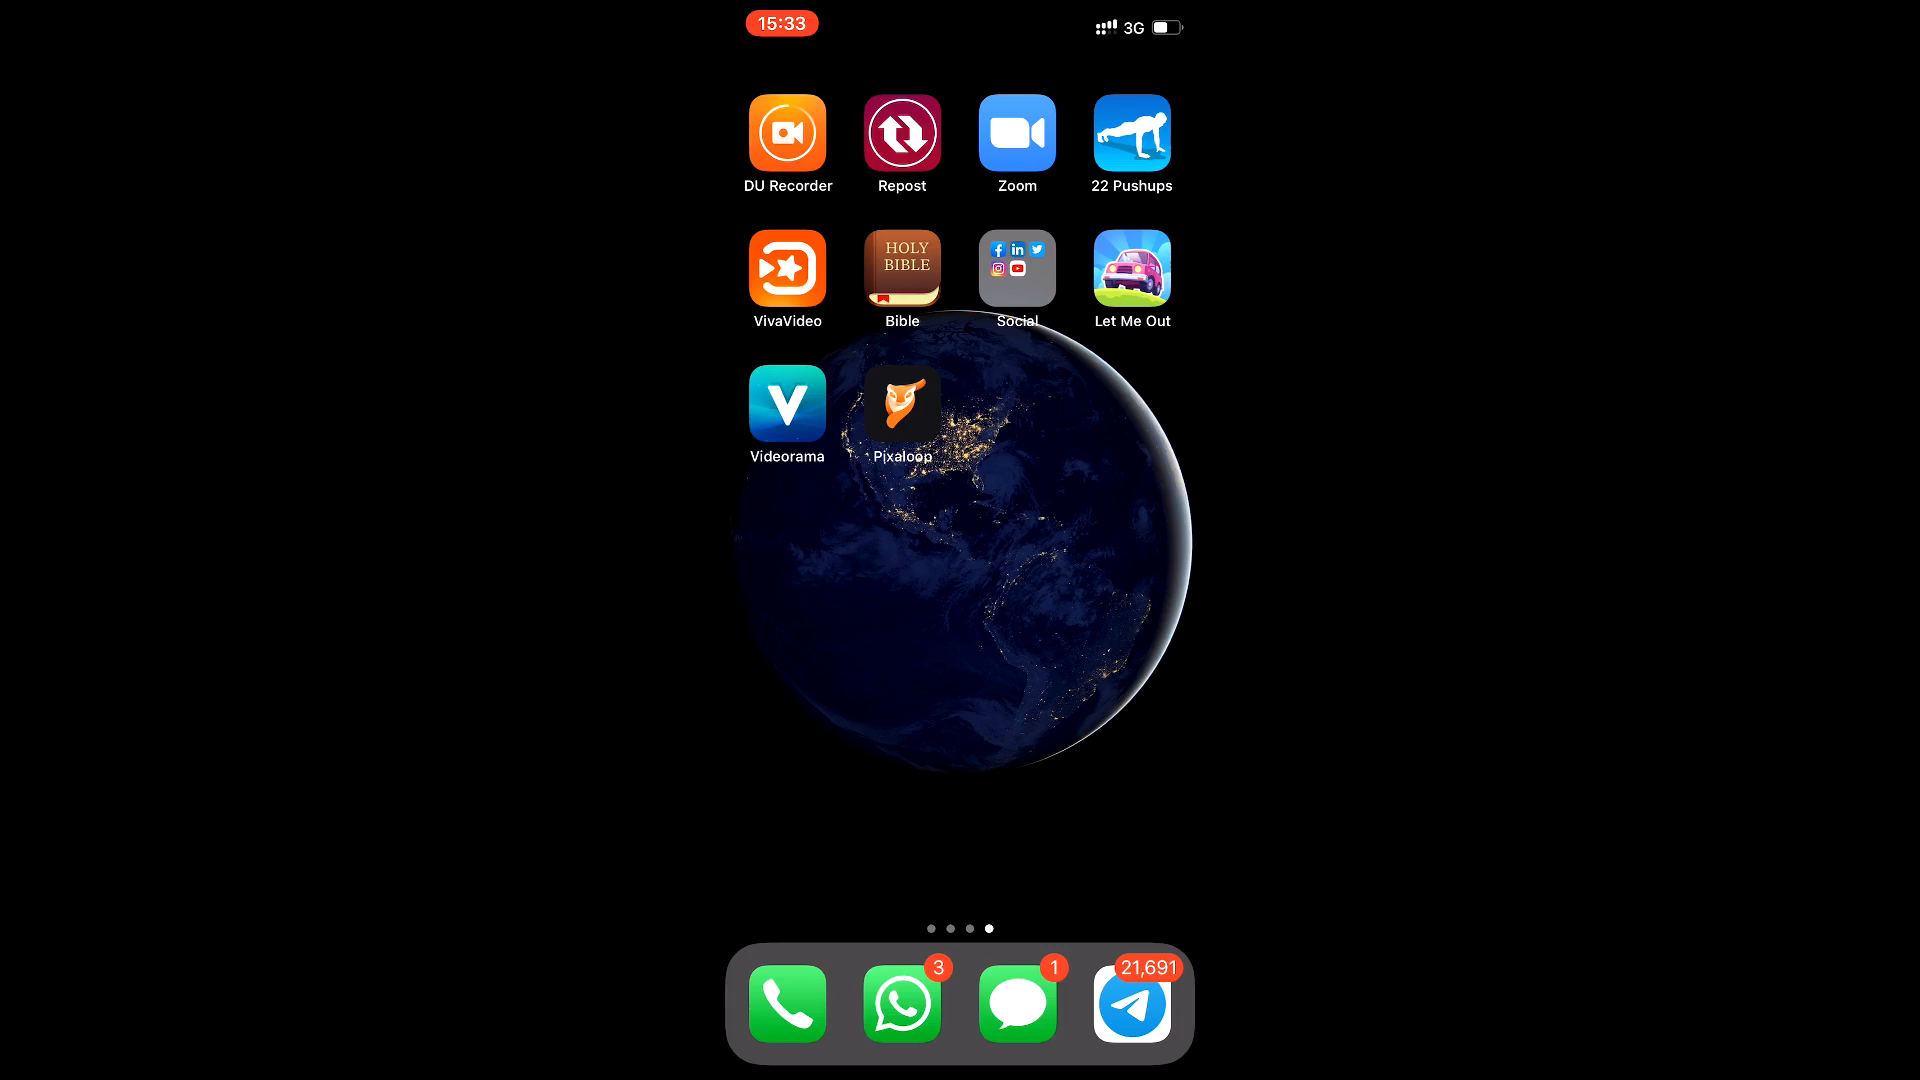 15:33 3G
DU Recorder Repost Zoom 22 Pushups
HOLY
BIBLE
VivaVideo Bible Social Let Me Out
Videorama Pixaloop
3 1 21,691